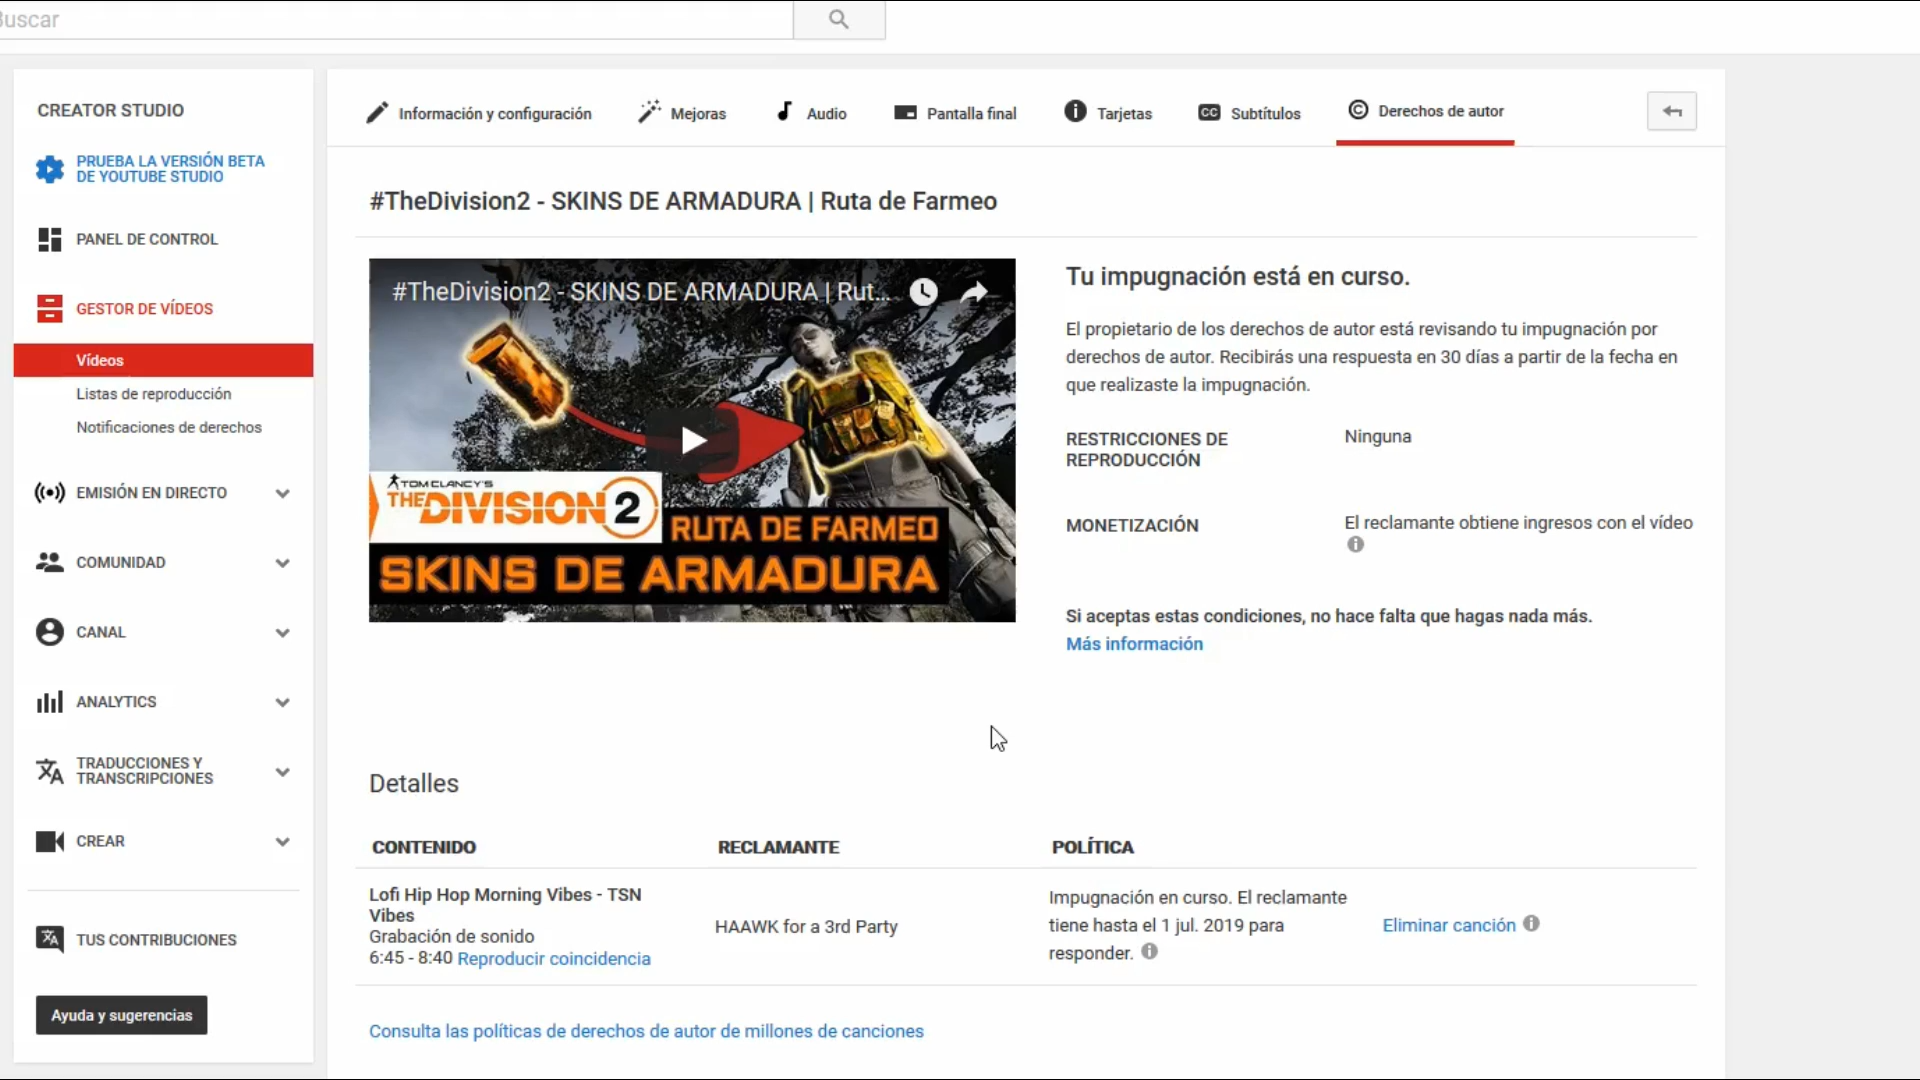 Buscar
CREATOR STUDIO
PRUEBA LA VERSIÓN BETA
DE YOUTUBE STUDIO
PANEL DE CONTROL
GESTOR DE VÍDEOS
Vídeos
Listas de reproducción
Notificaciones de derechos
EMISIÓN EN DIRECTO
COMUNIDAD
CANAL
ANALYTICS
TRADUCCIONES Y
TRANSCRIPCIONES
CREAR
TUS CONTRIBUCIONES
Ayuda y sugerencias
Información y configuración
Mejoras
Audio
Pantalla final
Tarjetas
CC Subtítulos
Derechos de autor
#TheDivision2 - SKINS DE ARMADURA | Ruta de Farmeo
#TheDivision2 - SKINS DE ARMADURA | Rut...
TOM CLANCY'S
THE DIVISION 2
RUTA DE FARMEO
SKINS DE ARMADURA
Tu impugnación está en curso.
El propietario de los derechos de autor está revisando tu impugnación por
derechos de autor. Recibirás una respuesta en 30 días a partir de la fecha en
que realizaste la impugnación.
RESTRICCIONES DE
REPRODUCCIÓN
Ninguna
MONETIZACIÓN
El reclamante obtiene ingresos con el vídeo
Si aceptas estas condiciones, no hace falta que hagas nada más.
Más información
Detalles
CONTENIDO
RECLAMANTE
POLÍTICA
Lofi Hip Hop Morning Vibes - TSN
Vibes
Grabación de sonido
6:45 - 8:40 Reproducir coincidencia
HAAWK for a 3rd Party
Impugnación en curso. El reclamante
tiene hasta el 1 jul. 2019 para
responder.
Eliminar canción
Consulta las políticas de derechos de autor de millones de canciones